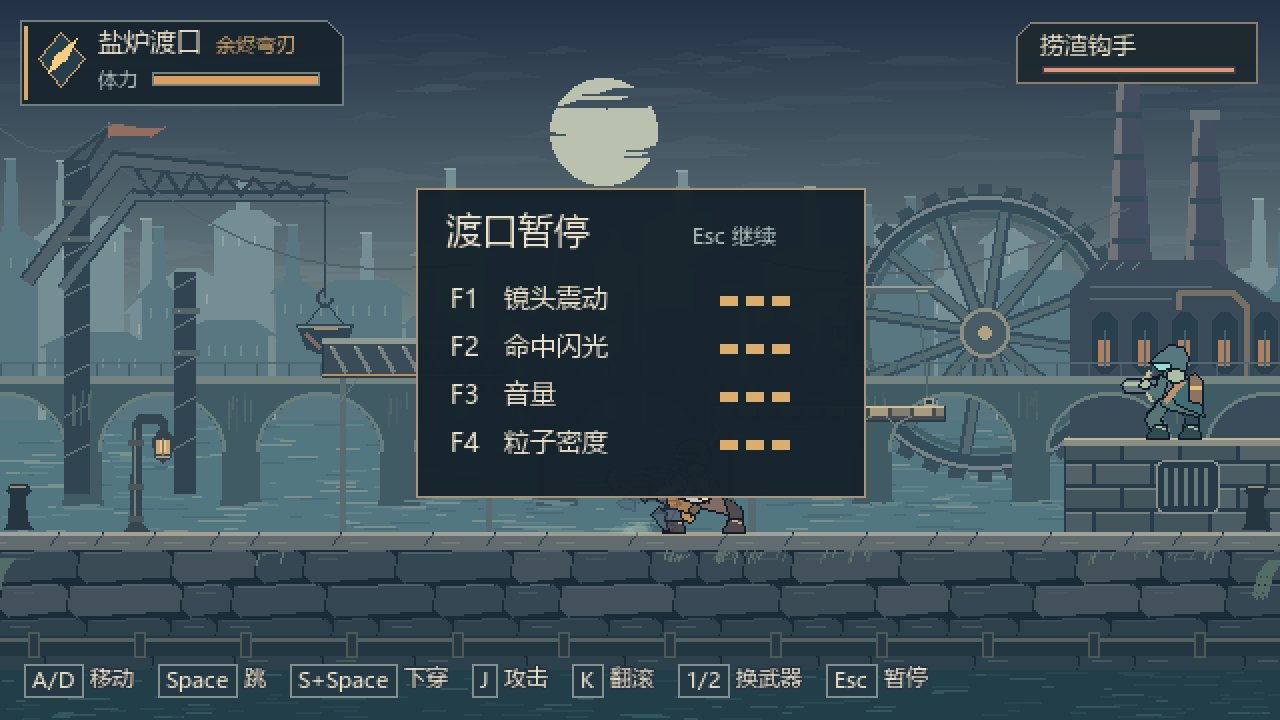 盐炉渡口 余烬弯刃
体力
捞渣钩手
渡口暂停 Esc 继续
F1 镜头震动
F2 命中闪光
F3 音量
F4 粒子密度
A/D 移动 Space 跳 S+Space 下穿 J 攻击 K 翻滚 1/2 换武器 Esc 暂停